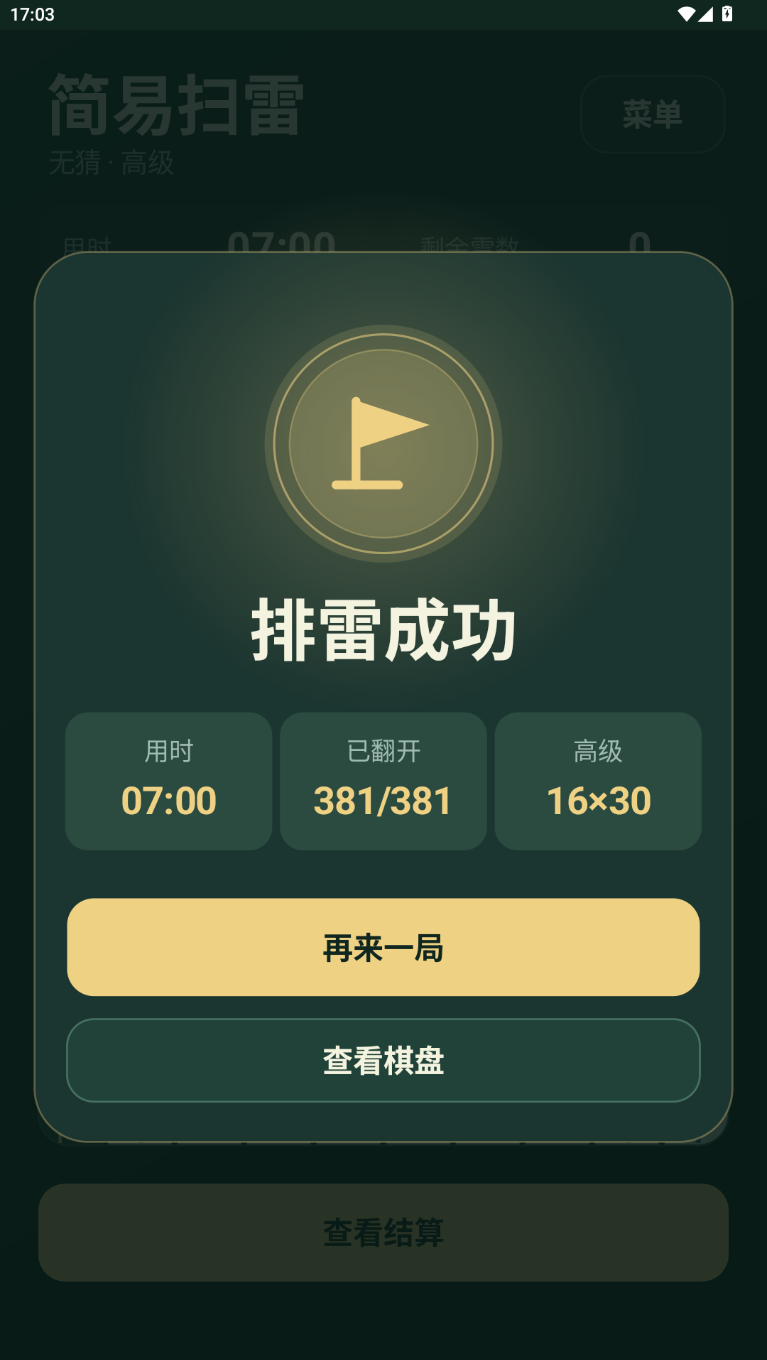 17:03
简易扫雷
菜单
无猜·高级
用时 07:00 剩余雷数 0
排雷成功
用时 已翻开 高级
07:00 381/381 16×30
再来一局
查看棋盘
查看结算